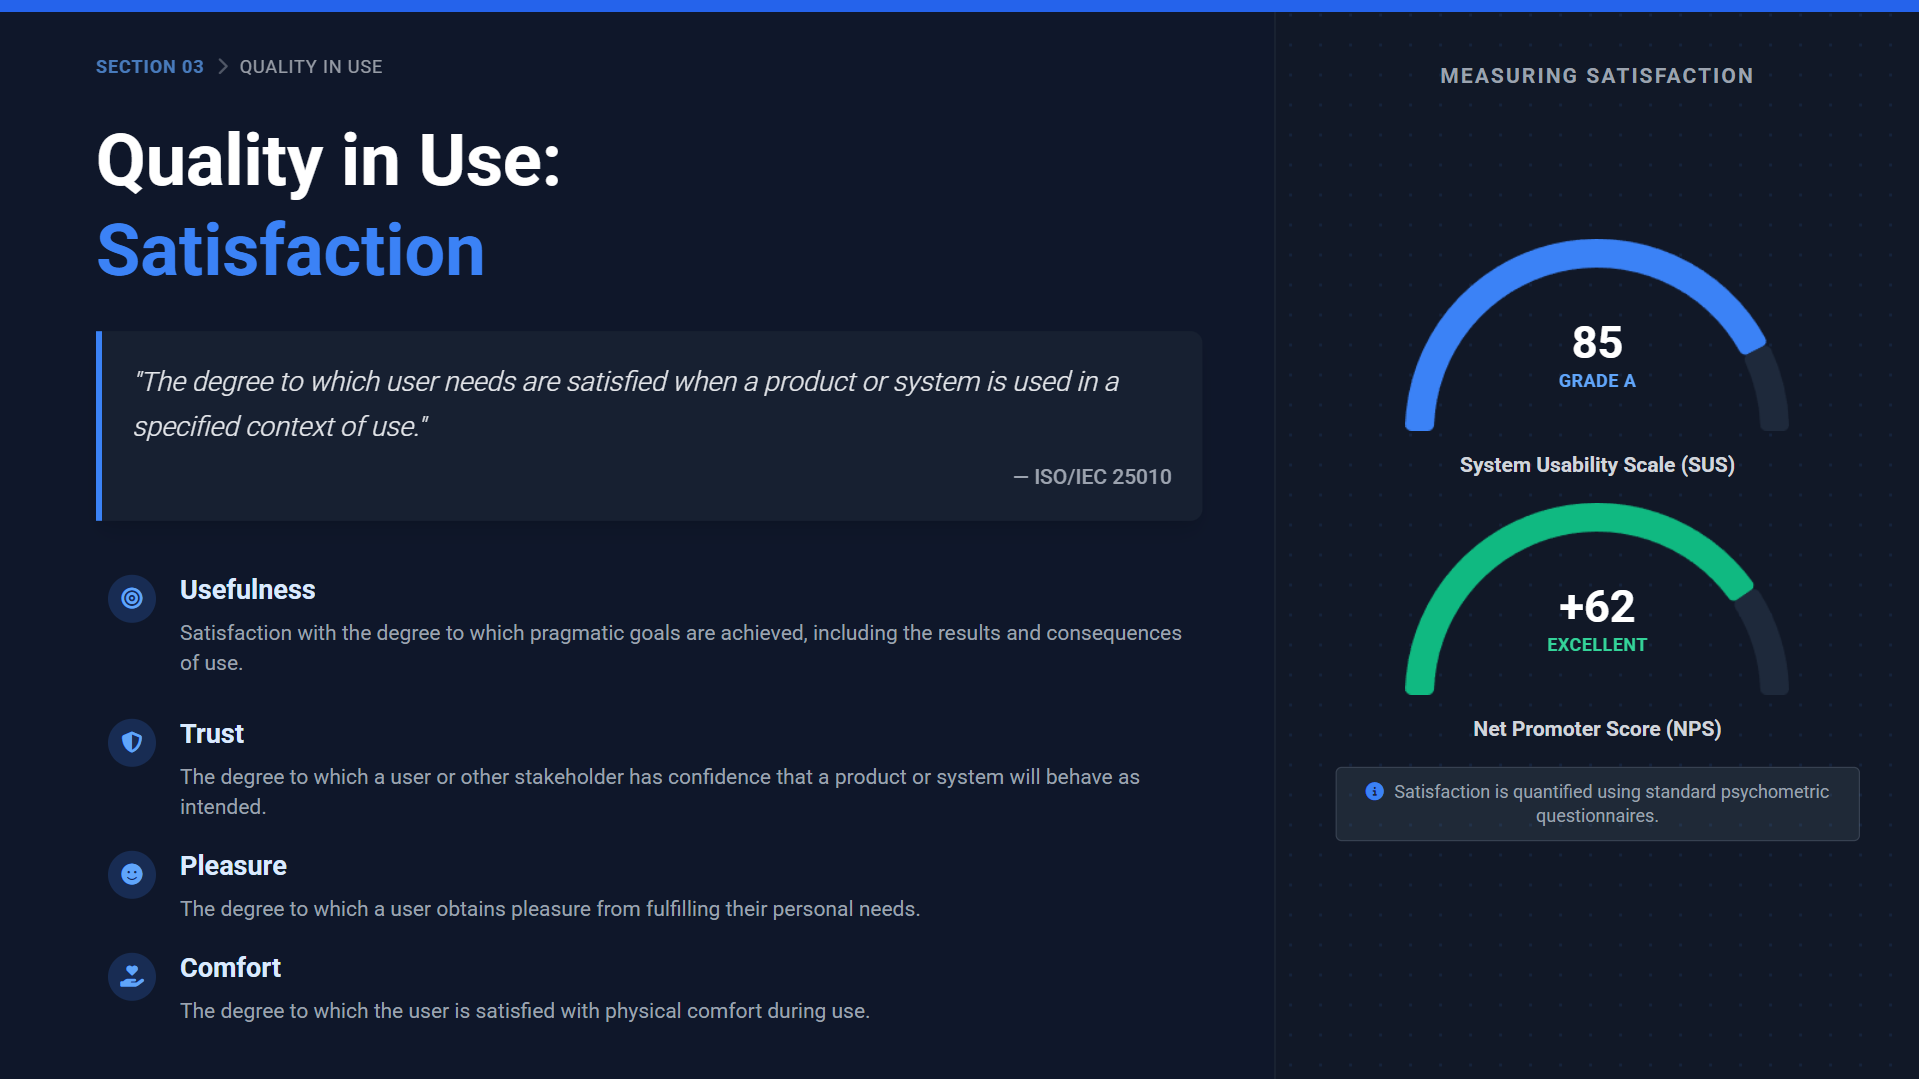 SECTION 03 > QUALITY IN USE
Quality in Use:
Satisfaction
"The degree to which user needs are satisfied when a product or system is used in a
specified context of use."
— ISO/IEC 25010
Usefulness
Satisfaction with the degree to which pragmatic goals are achieved, including the results and consequences
of use.
Trust
The degree to which a user or other stakeholder has confidence that a product or system will behave as
intended.
Pleasure
The degree to which a user obtains pleasure from fulfilling their personal needs.
Comfort
The degree to which the user is satisfied with physical comfort during use.
MEASURING SATISFACTION
85
GRADE A
System Usability Scale (SUS)
+62
EXCELLENT
Net Promoter Score (NPS)
Satisfaction is quantified using standard psychometric
questionnaires.